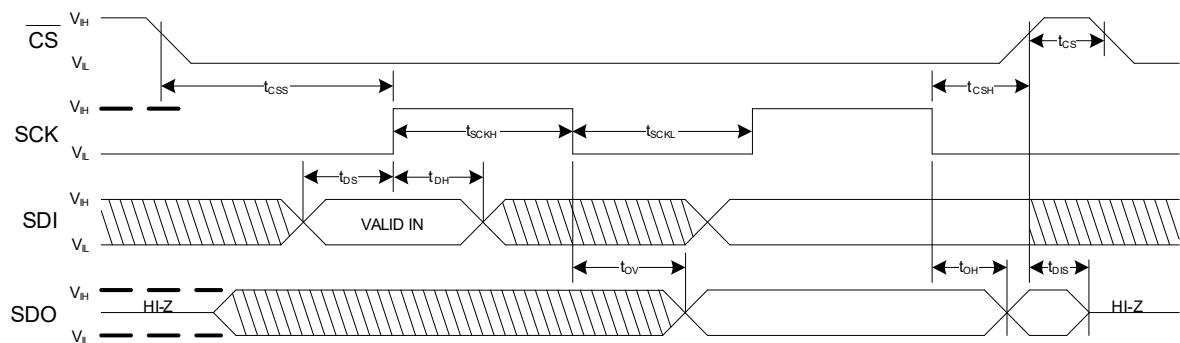 VIH
CS
tCS
VIL
tCSS
tCSH
VIH
SCK
tSCKH
tSCKL
VIL
tDS
tDH
VIH
SDI
VALID IN
VIL
tOV
tOH
tDIS
VIH
HI-Z
HI-Z
SDO
VIL